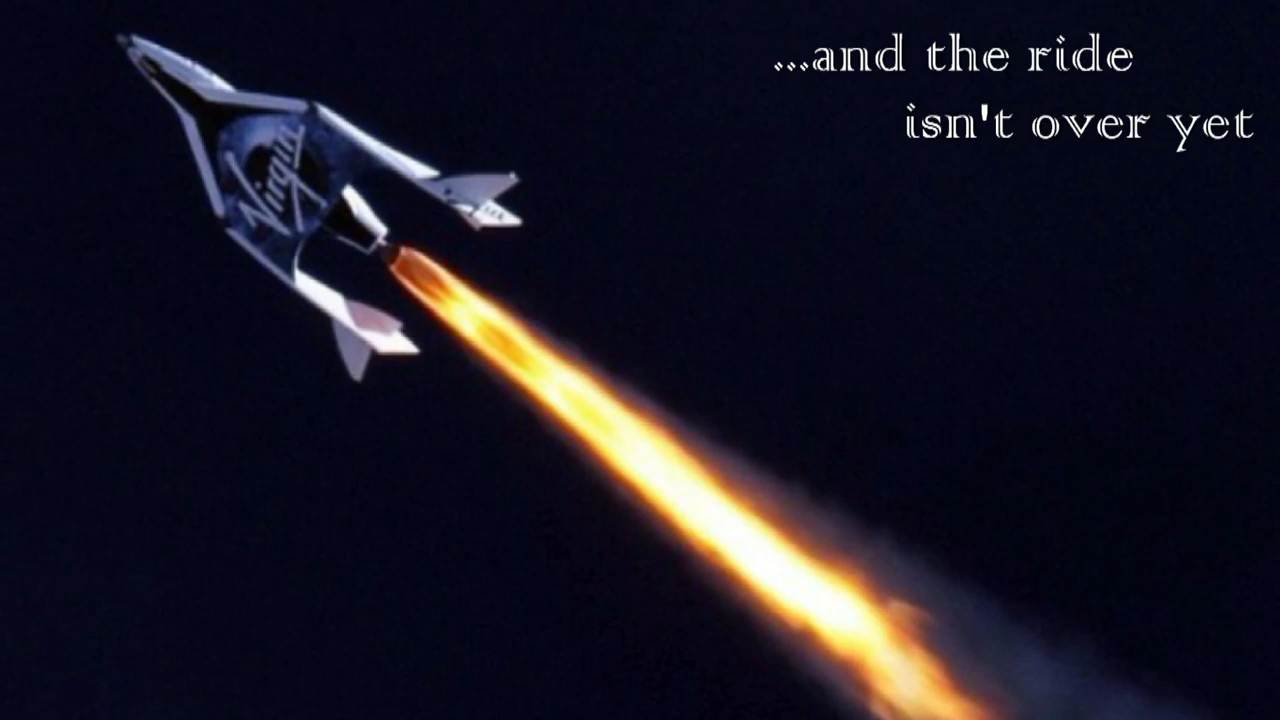 ...and the ride
isn't over yet
Virgin